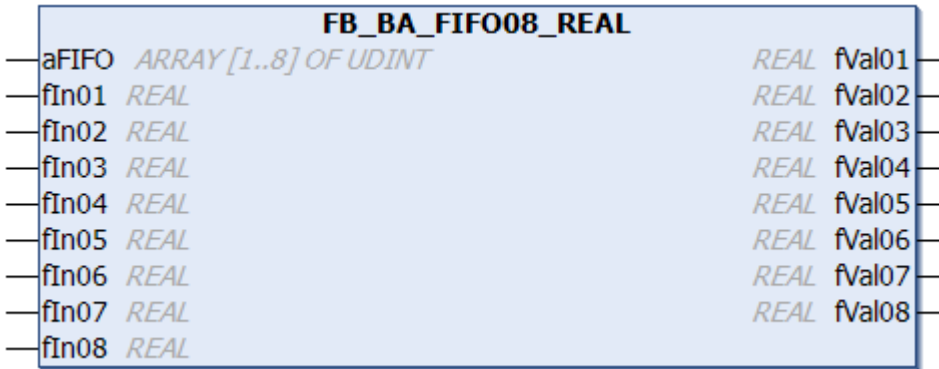 FB_BA_FIFO08_REAL
aFIFO ARRAY [1..8] OF UDINT REAL fVal01
fIn01 REAL REAL fVal02
fIn02 REAL REAL fVal03
fIn03 REAL REAL fVal04
fIn04 REAL REAL fVal05
fIn05 REAL REAL fVal06
fIn06 REAL REAL fVal07
fIn07 REAL REAL fVal08
fIn08 REAL